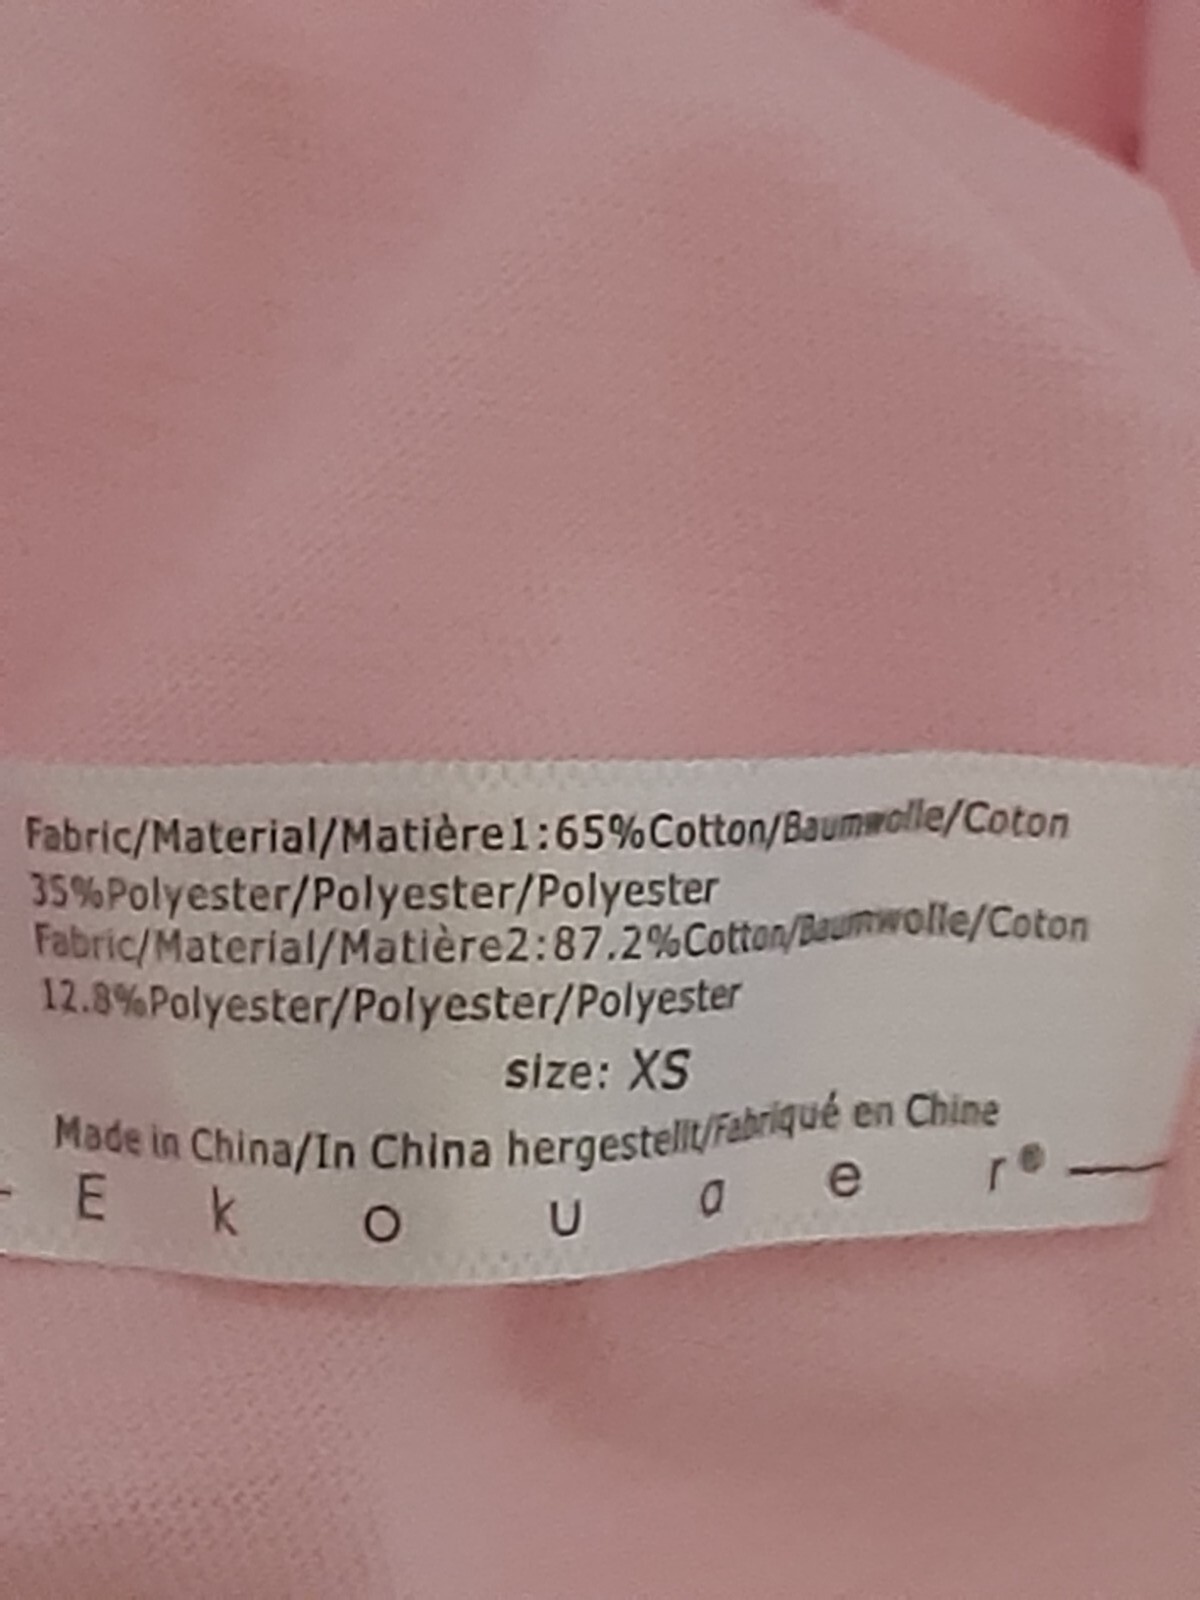 Fabric/Material/Matière1:65%Cotton/Baumwolle/Coton
35%Polyester/Polyester/Polyester
Fabric/Material/Matière2:87.2%Cotton/Baumwolle/Coton
12.8%Polyester/Polyester/Polyester
size: XS
Made in China/In China hergestellt/Fabriqué en Chine
- E k o u a e r® —